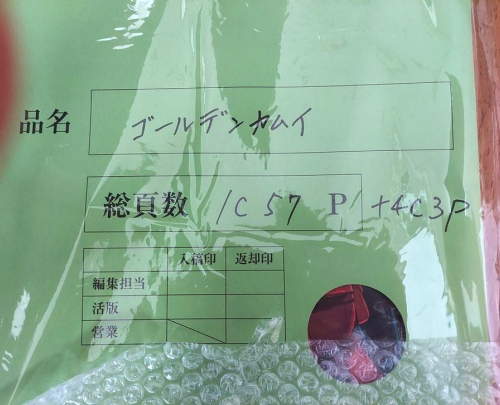 品名 ゴールデンカムイ
総頁数 1C 57 P +4C3P
入稿印 返却印
編集担当
活版
営業